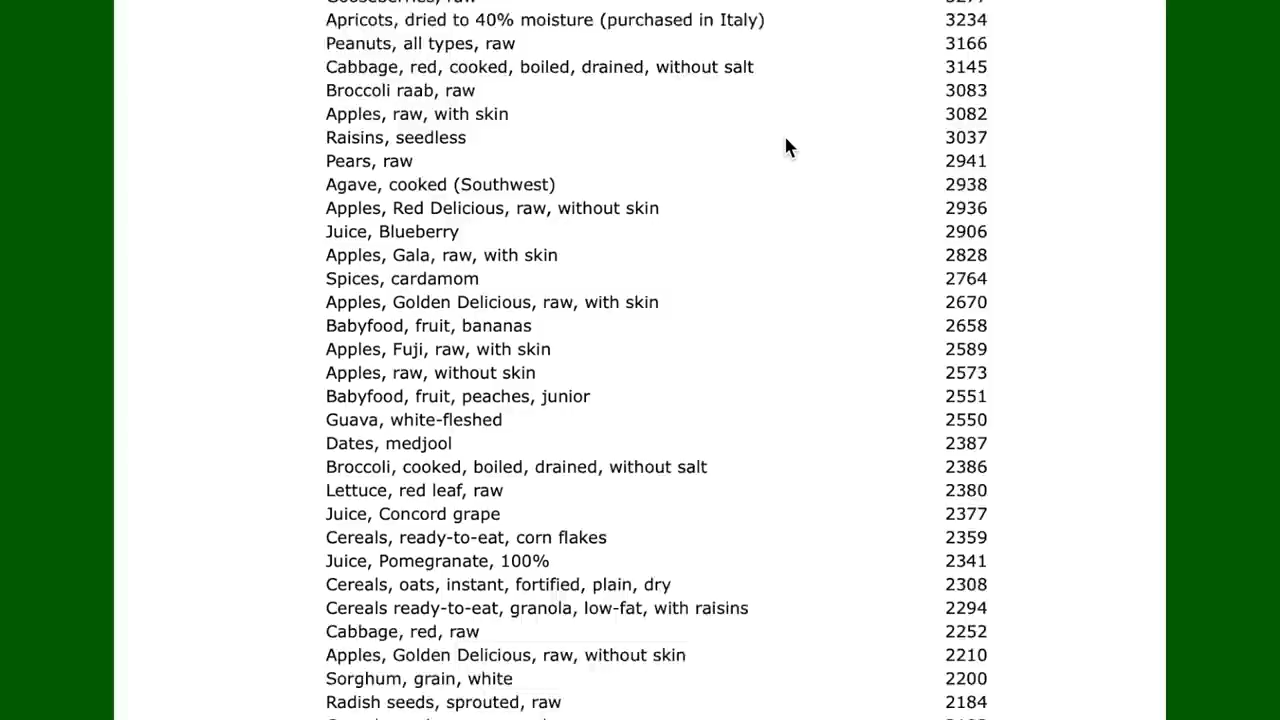 Apricots, dried to 40% moisture (purchased in Italy) 3234
Peanuts, all types, raw 3166
Cabbage, red, cooked, boiled, drained, without salt 3145
Broccoli raab, raw 3083
Apples, raw, with skin 3082
Raisins, seedless 3037
Pears, raw 2941
Agave, cooked (Southwest) 2938
Apples, Red Delicious, raw, without skin 2936
Juice, Blueberry 2906
Apples, Gala, raw, with skin 2828
Spices, cardamom 2764
Apples, Golden Delicious, raw, with skin 2670
Babyfood, fruit, bananas 2658
Apples, Fuji, raw, with skin 2589
Apples, raw, without skin 2573
Babyfood, fruit, peaches, junior 2551
Guava, white-fleshed 2550
Dates, medjool 2387
Broccoli, cooked, boiled, drained, without salt 2386
Lettuce, red leaf, raw 2380
Juice, Concord grape 2377
Cereals, ready-to-eat, corn flakes 2359
Juice, Pomegranate, 100% 2341
Cereals, oats, instant, fortified, plain, dry 2308
Cereals ready-to-eat, granola, low-fat, with raisins 2294
Cabbage, red, raw 2252
Apples, Golden Delicious, raw, without skin 2210
Sorghum, grain, white 2200
Radish seeds, sprouted, raw 2184